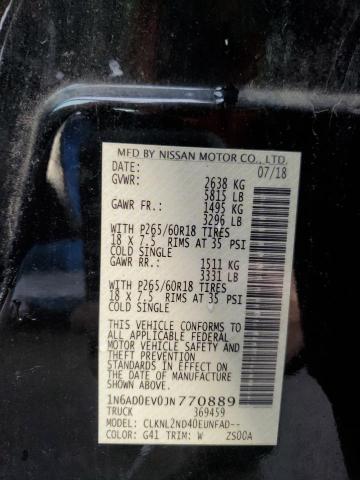 MFD BY NISSAN MOTOR CO., LTD.
DATE: 07/18
GVWR: 2638 KG
5815 LB
GAWR FR.: 1495 KG
3296 LB
WITH P265/60R18 TIRES
18 X 7.5 RIMS AT 35 PSI
COLD SINGLE
GAWR RR.: 1511 KG
3331 LB
WITH P265/60R18 TIRES
18 X 7.5 RIMS AT 35 PSI
COLD SINGLE
THIS VEHICLE CONFORMS TO
ALL APPLICABLE FEDERAL
MOTOR VEHICLE SAFETY
STANDARDS IN EFFECT ON THE
DATE OF MANUFACTURE SHOWN
ABOVE
1N6AD0EV0JN770889
TRUCK 369459
MODEL: CLKNL2ND40EUNFAD--
COLOR: G41 TRIM: W ZS00A